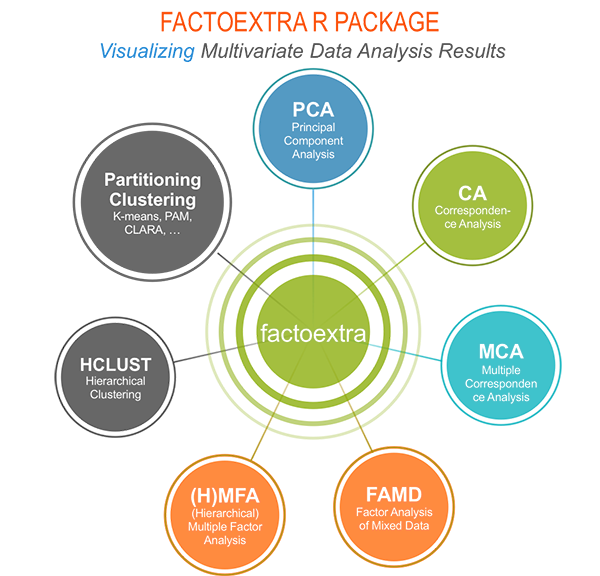 FACTOEXTRA R PACKAGE
Visualizing Multivariate Data Analysis Results
PCA
Principal
Component
Analysis
Partitioning
Clustering
K-means, PAM,
CLARA, ...
CA
Corresponden-
ce Analysis
factoextra
HCLUST
Hierarchical
Clustering
MCA
Multiple
Corresponden
ce Analysis
(H)MFA
(Hierarchical)
Multiple Factor
Analysis
FAMD
Factor Analysis
of Mixed Data